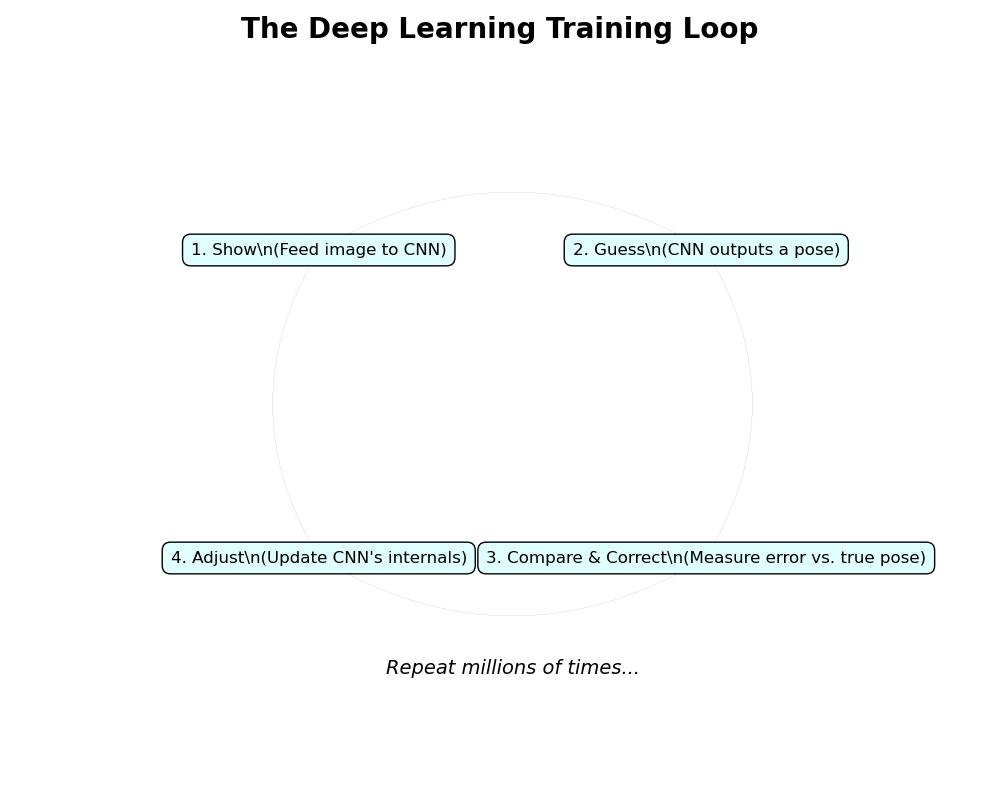 The Deep Learning Training Loop
1. Show\n(Feed image to CNN)
2. Guess\n(CNN outputs a pose)
4. Adjust\n(Update CNN's internals)
3. Compare & Correct\n(Measure error vs. true pose)
Repeat millions of times...